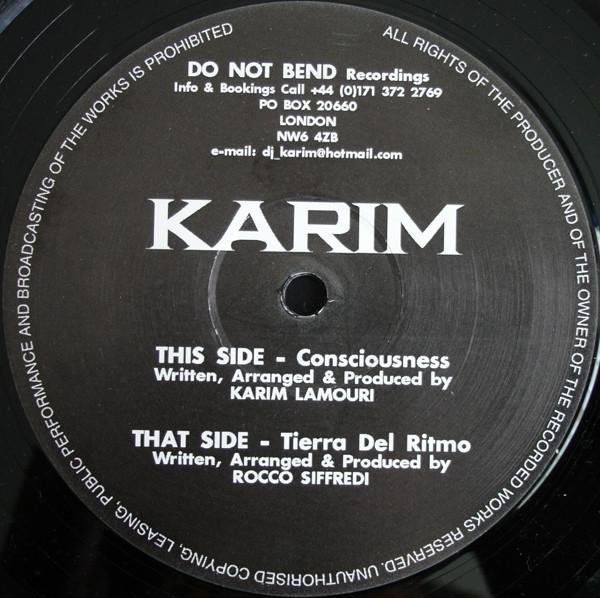 DO NOT BEND Recordings
Info & Bookings Call +44 (0)171 372 2769
PO BOX 20660
LONDON
NW6 4ZB
e-mail: dj_karim@hotmail.com
KARIM
THIS SIDE - Consciousness
Written, Arranged & Produced by
KARIM LAMOURI
THAT SIDE - Tierra Del Ritmo
Written, Arranged & Produced by
ROCCO SIFFREDI
ALL RIGHTS OF THE PRODUCER AND OF THE OWNER OF THE RECORDED WORKS RESERVED. UNAUTHORISED COPYING, LEASING, PUBLIC PERFORMANCE AND BROADCASTING OF THE WORKS IS PROHIBITED